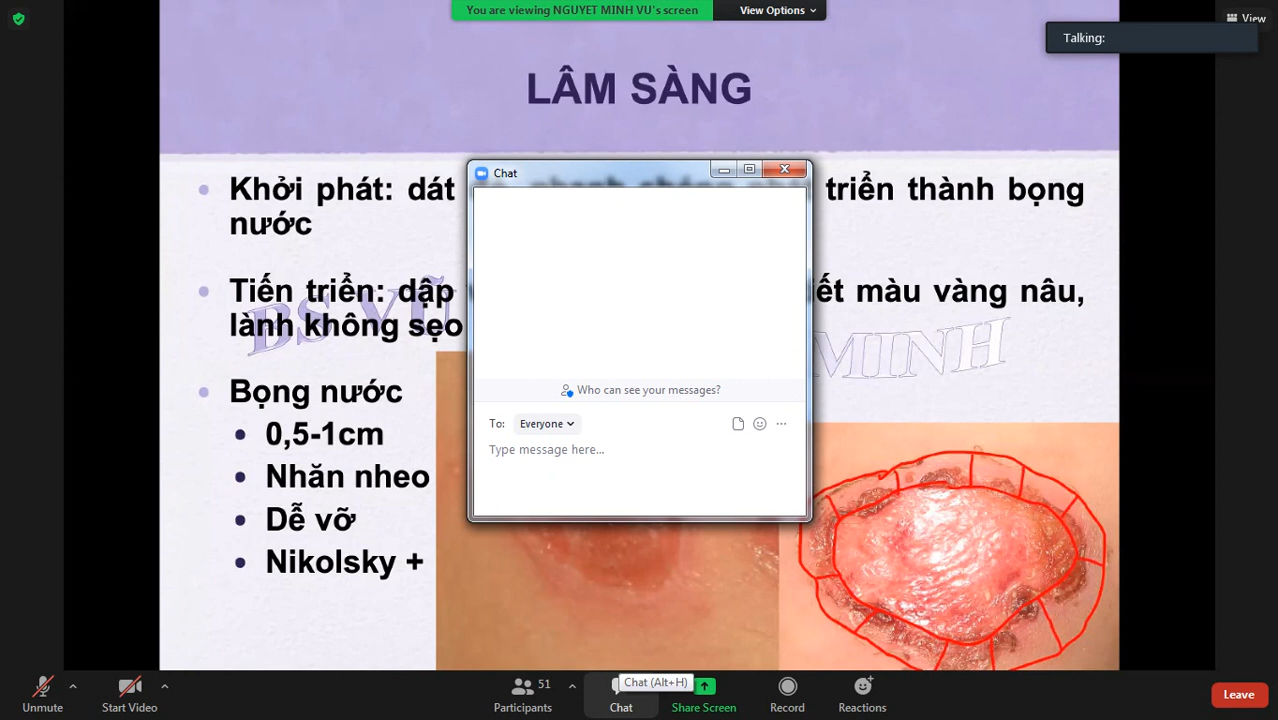 You are viewing NGUYET MINH VU's screen
View Options
View
Talking:
LÂM SÀNG
Chat
Khởi phát: dát triển thành bọng
nước
Tiến triển: dập màu vàng nâu,
lành không sẹo
BS VŨ MINH
Who can see your messages?
Bọng nước
To: Everyone
0,5-1cm
Type message here...
Nhăn nheo
Dễ vỡ
Nikolsky +
Chat (Alt+H)
51
Unmute
Start Video
Participants
Chat
Share Screen
Record
Reactions
Leave